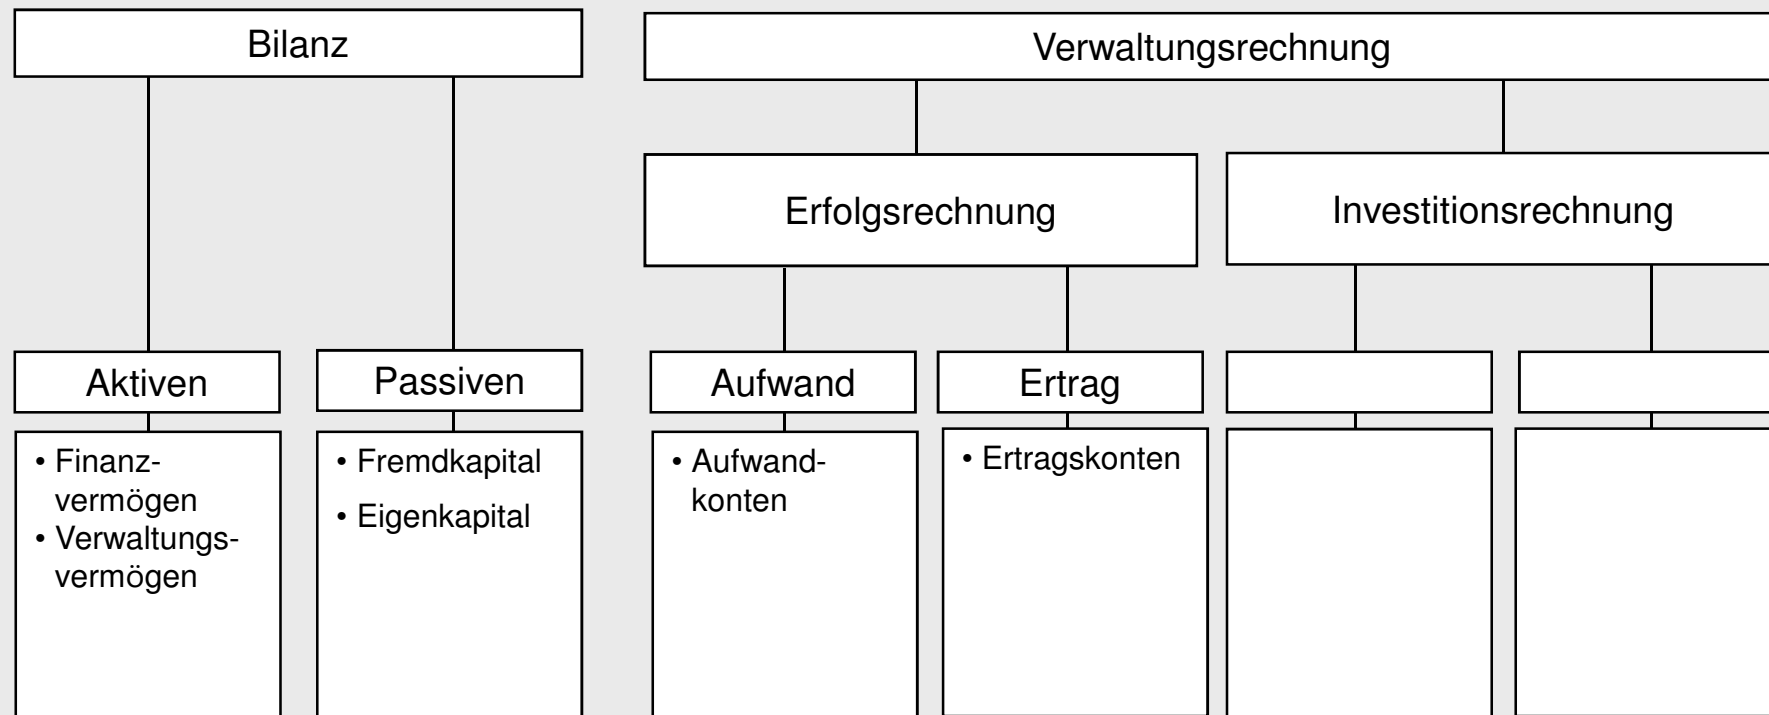 Bilanz
Verwaltungsrechnung
Erfolgsrechnung
Investitionsrechnung
Aktiven
Passiven
Aufwand
Ertrag
• Finanz-
vermögen
• Verwaltungs-
vermögen
• Fremdkapital
• Eigenkapital
• Aufwand-
konten
• Ertragskonten